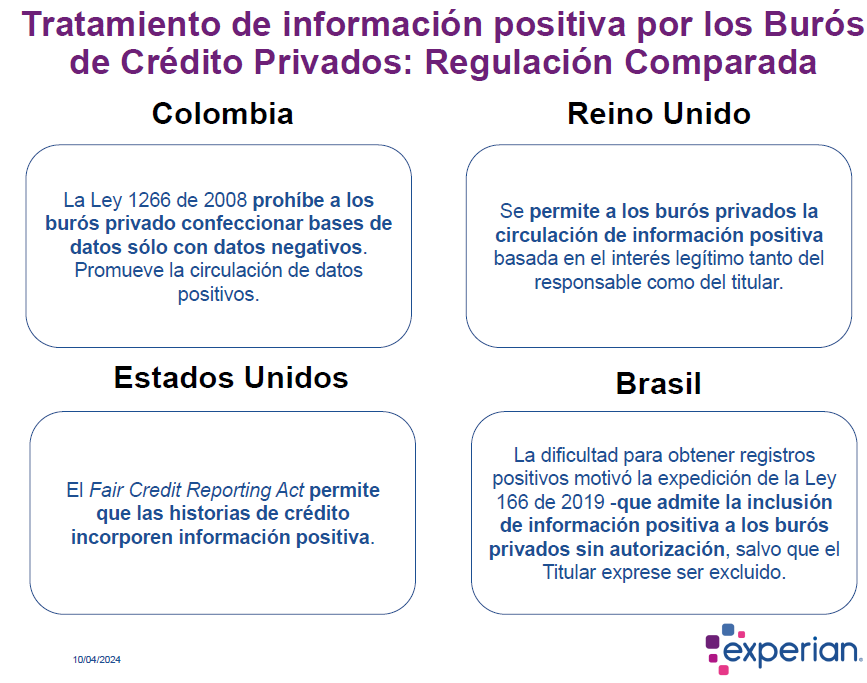 Tratamiento de información positiva por los Burós
de Crédito Privados: Regulación Comparada
Colombia
La Ley 1266 de 2008 prohíbe a los
burós privado confeccionar bases de
datos sólo con datos negativos.
Promueve la circulación de datos
positivos.
Reino Unido
Se permite a los burós privados la
circulación de información positiva
basada en el interés legítimo tanto del
responsable como del titular.
Estados Unidos
El Fair Credit Reporting Act permite
que las historias de crédito
incorporen información positiva.
Brasil
La dificultad para obtener registros
positivos motivó la expedición de la Ley
166 de 2019 -que admite la inclusión
de información positiva a los burós
privados sin autorización, salvo que el
Titular exprese ser excluido.
10/04/2024
experian.